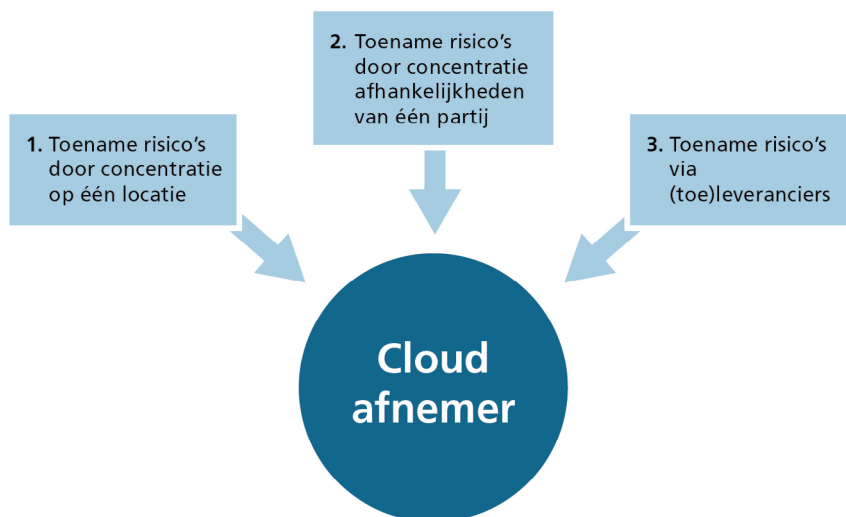 1. Toename risico's
door concentratie
op één locatie
2. Toename risico's
door concentratie
afhankelijkheden
van één partij
3. Toename risico's
via
(toe)leveranciers
Cloud
afnemer